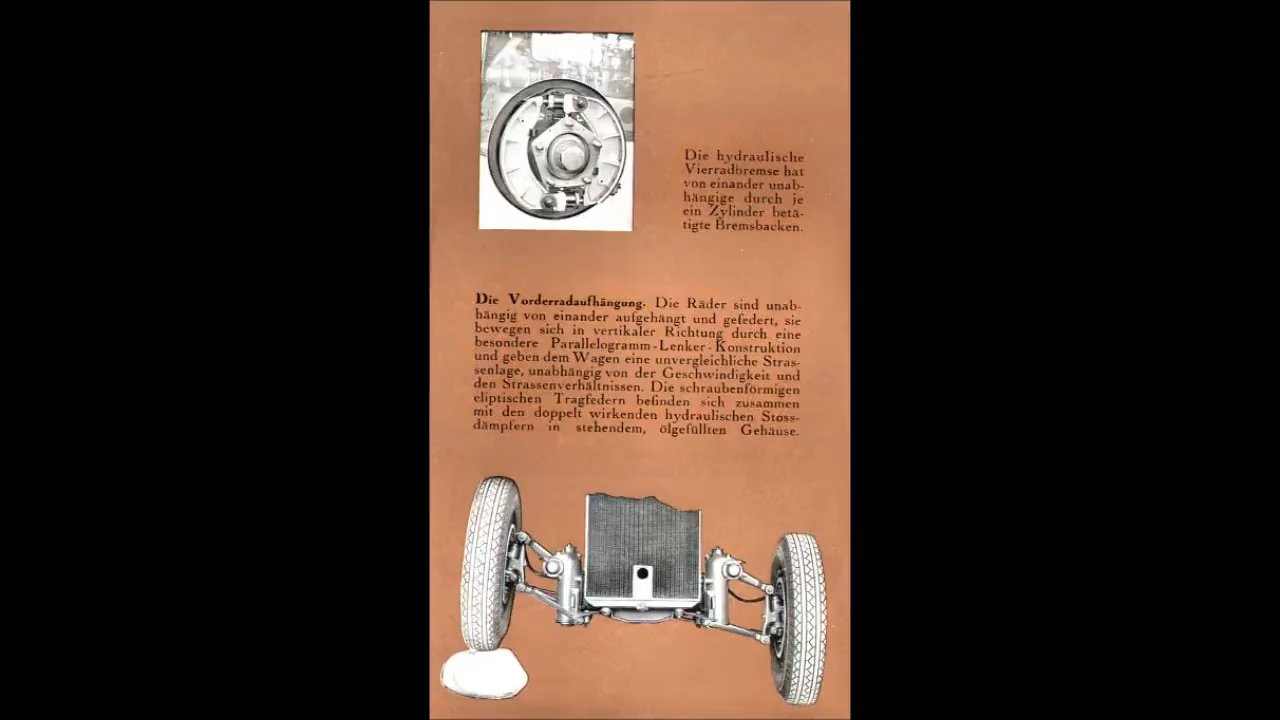 Die hydraulische
Vierradbremse hat
von einander unab-
hängige durch je
ein Zylinder betä-
tigte Bremsbacken.
Die Vorderradaufhängung. Die Räder sind unab-
hängig von einander aufgehängt und gefedert, sie
bewegen sich in vertikaler Richtung durch eine
besondere Parallelogramm-Lenker-Konstruktion
und geben dem Wagen eine unvergleichliche Stras-
senlage, unabhängig von der Geschwindigkeit und
den Strassenverhältnissen. Die schraubenförmigen
eliptischen Tragfedern befinden sich zusammen
mit den doppelt wirkenden hydraulischen Stoss-
dämpfern in stehendem, ölgefüllten Gehäuse.